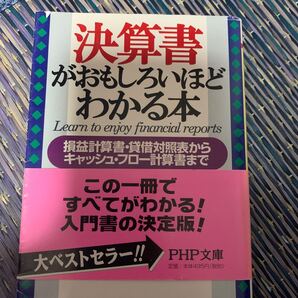 決算書
がおもしろいほど
わかる本
Learn to enjoy financial reports
損益計算書・貸借対照表から
キャッシュ・フロー計算書まで
この一冊で
すべてがわかる!
入門書の決定版!
大ベストセラー!!
PHP文庫